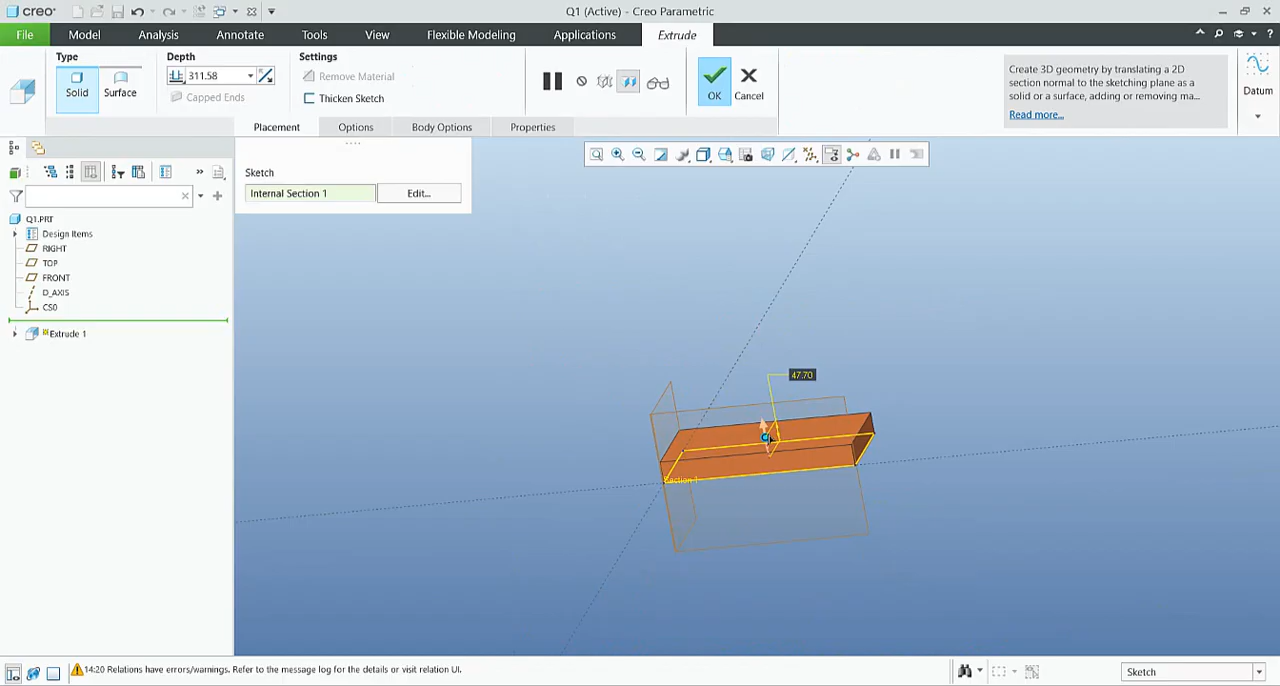 creo
Q1 (Active) - Creo Parametric
File Model Analysis Annotate Tools View Flexible Modeling Applications Extrude
Type Depth Settings
Solid Surface 311.58 Remove Material
Capped Ends Thicken Sketch
OK Cancel
Create 3D geometry by translating a 2D
section normal to the sketching plane as a
solid or a surface, adding or removing ma...
Read more...
Datum
Placement Options Body Options Properties
Sketch
Internal Section 1 Edit...
Q1.PRT
Design Items
RIGHT
TOP
FRONT
D_AXIS
CS0
Extrude 1
47.70
Section 1
14:20 Relations have errors/warnings. Refer to the message log for the details or visit relation UI.
Sketch